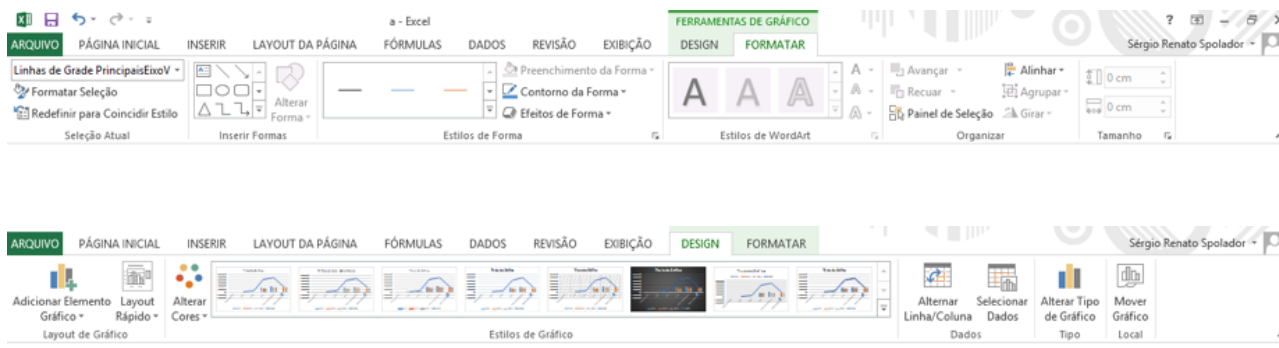 a - Excel
FERRAMENTAS DE GRÁFICO
ARQUIVO PÁGINA INICIAL INSERIR LAYOUT DA PÁGINA FÓRMULAS DADOS REVISÃO EXIBIÇÃO DESIGN FORMATAR Sérgio Renato Spolador
Linhas de Grade PrincipaisEixoV
Formatar Seleção
Redefinir para Coincidir Estilo
Seleção Atual
Alterar
Forma
Inserir Formas
Preenchimento da Forma
Contorno da Forma
Efeitos de Forma
Estilos de Forma
A A A
Estilos de WordArt
Avançar
Recuar
Painel de Seleção
Alinhar
Agrupar
Girar
Organizar
0 cm
0 cm
Tamanho
ARQUIVO PÁGINA INICIAL INSERIR LAYOUT DA PÁGINA FÓRMULAS DADOS REVISÃO EXIBIÇÃO DESIGN FORMATAR Sérgio Renato Spolador
Adicionar Elemento
Gráfico
Layout
Rápido
Layout de Gráfico
Alterar
Cores
Estilos de Gráfico
Alternar
Linha/Coluna
Selecionar
Dados
Dados
Alterar Tipo
de Gráfico
Tipo
Mover
Gráfico
Local